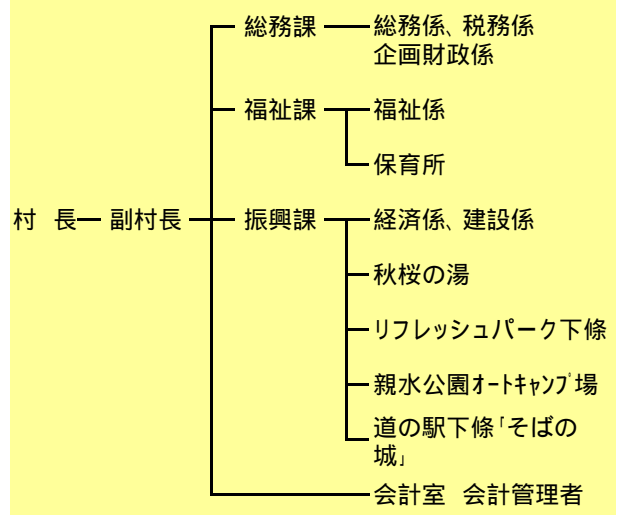 総務課 総務係、税務係
企画財政係
福祉課 福祉係
保育所
村 長 副村長 振興課 経済係、建設係
秋桜の湯
リフレッシュパーク下條
親水公園ｵｰﾄｷｬﾝﾌﾟ場
道の駅下條「そばの
城」
会計室 会計管理者